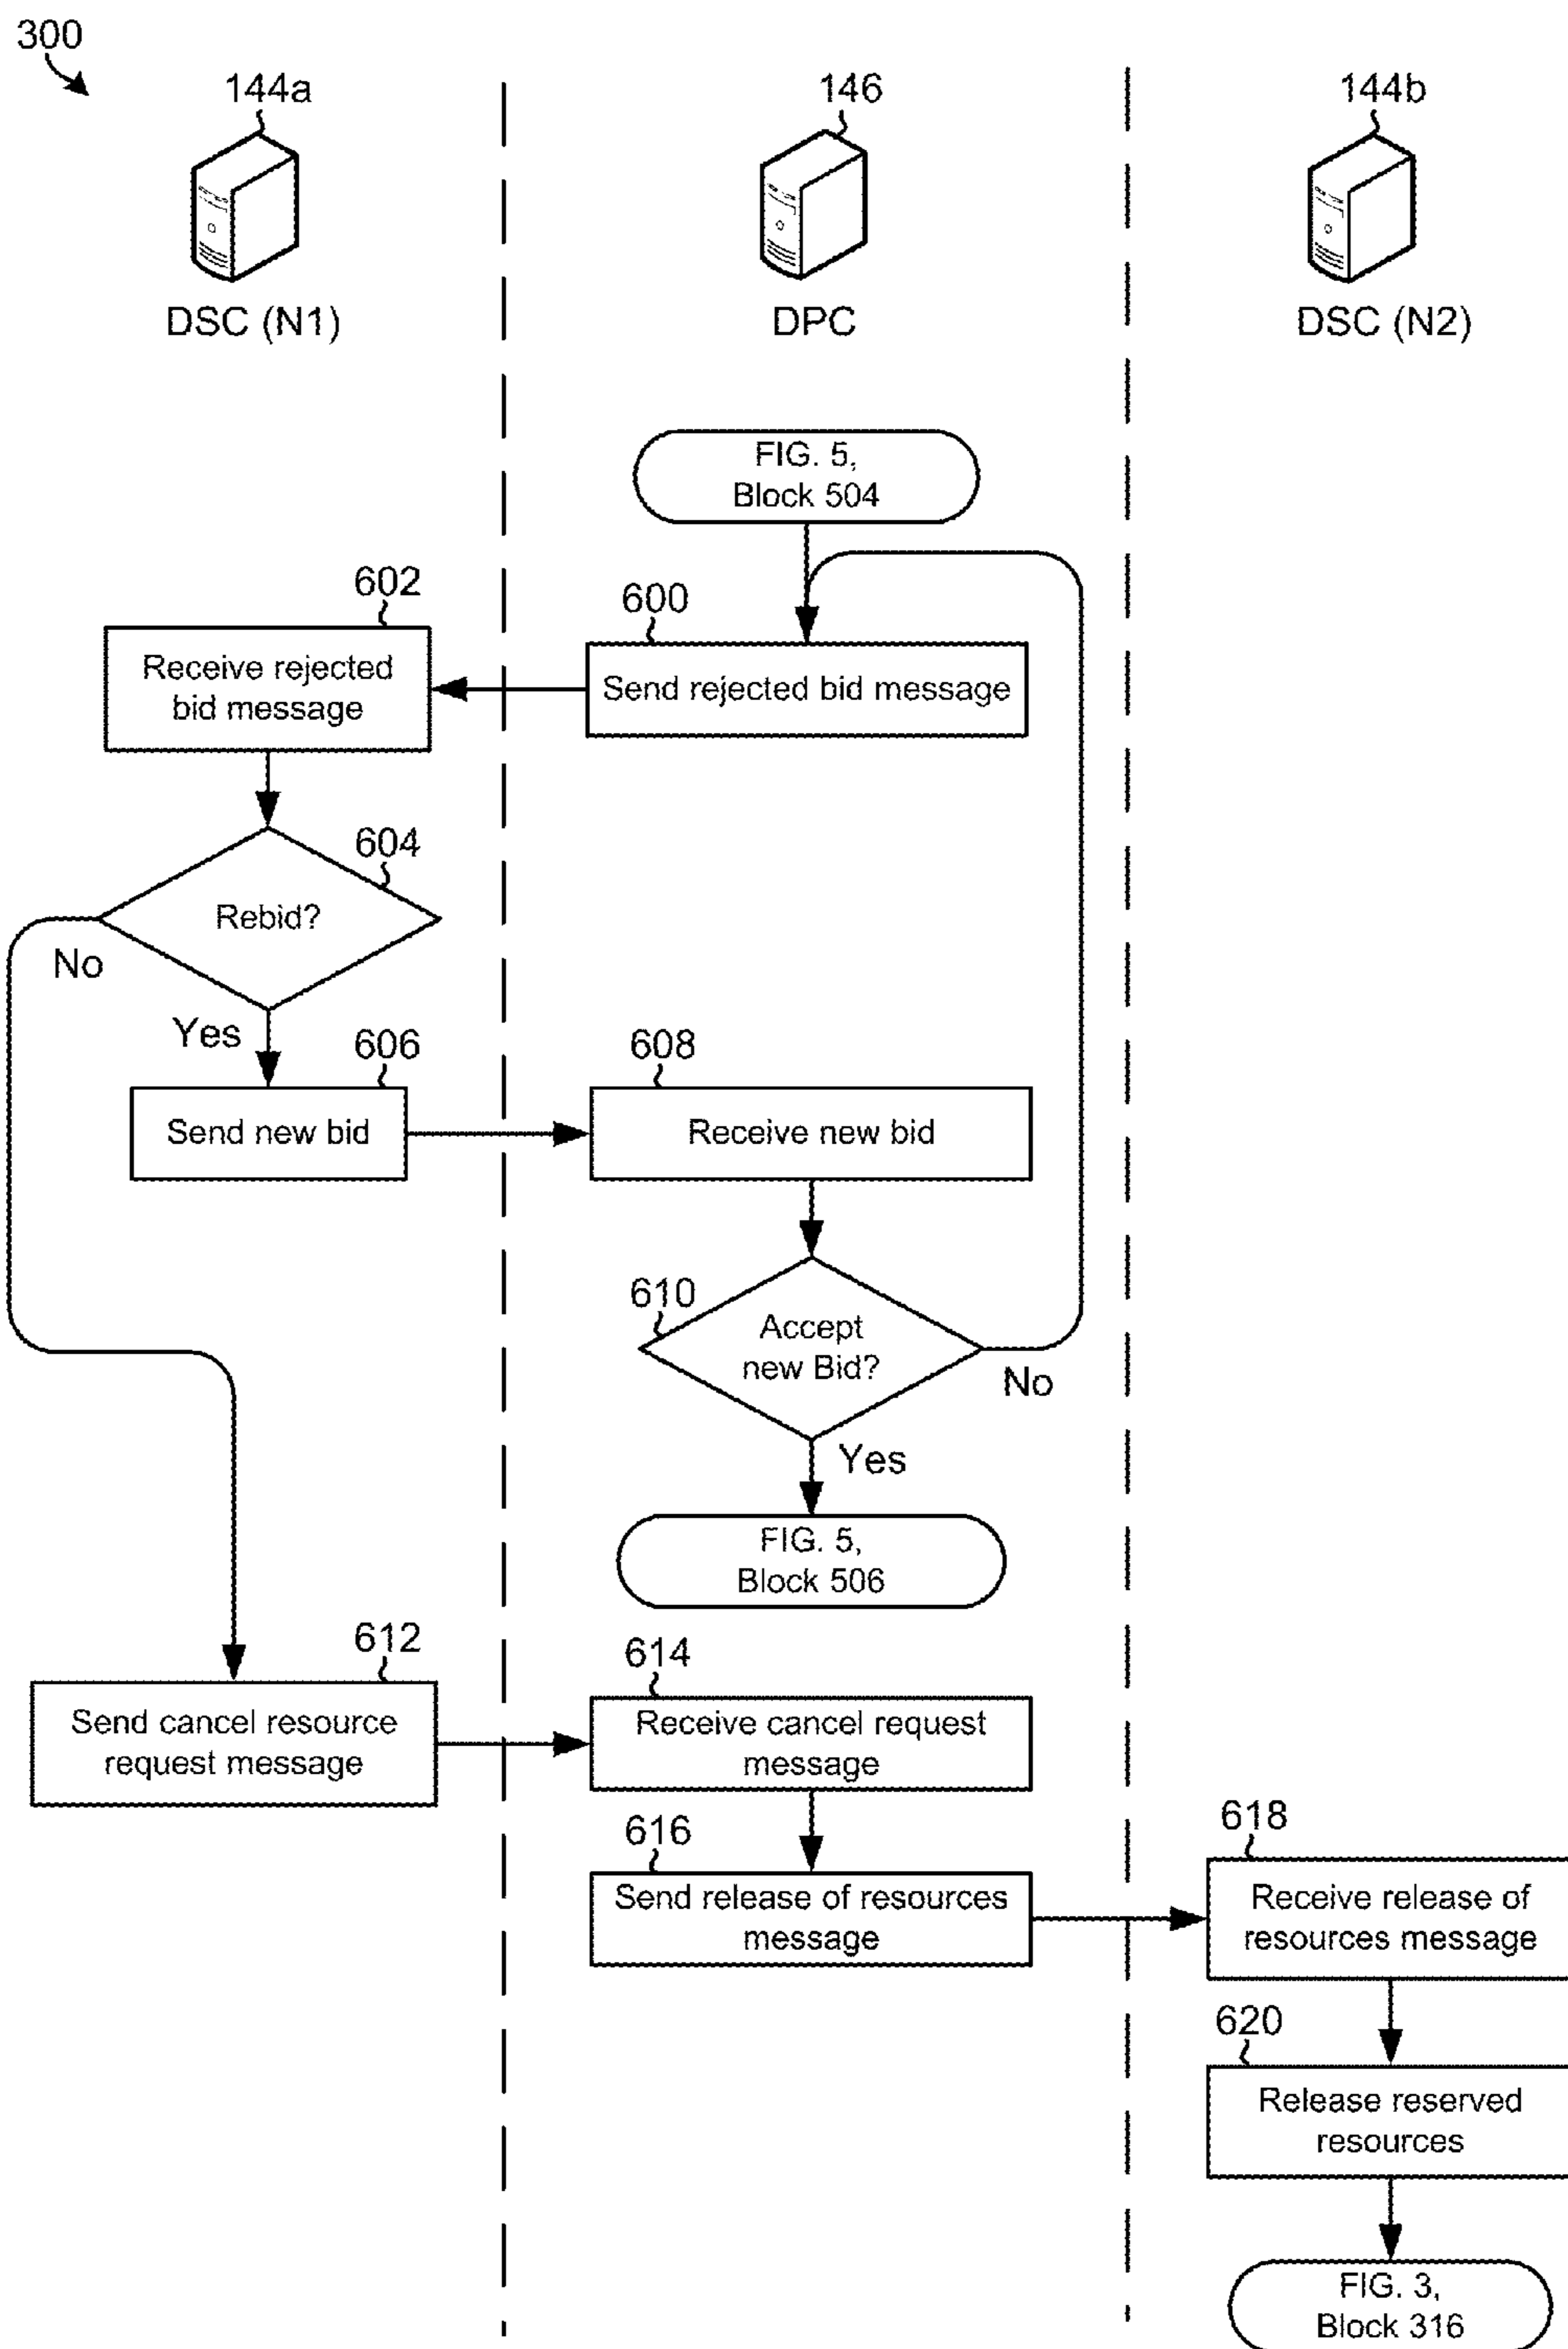 300
144a
146
144b
DSC (N1)
DPC
DSC (N2)
FIG. 5,
Block 504
602
600
Receive rejected
bid message
Send rejected bid message
604
Rebid?
No
Yes
606
608
Send new bid
Receive new bid
610
Accept
new Bid?
No
Yes
FIG. 5,
Block 506
612
614
Send cancel resource
request message
Receive cancel request
message
616
618
Send release of resources
message
Receive release of
resources message
620
Release reserved
resources
FIG. 3,
Block 316